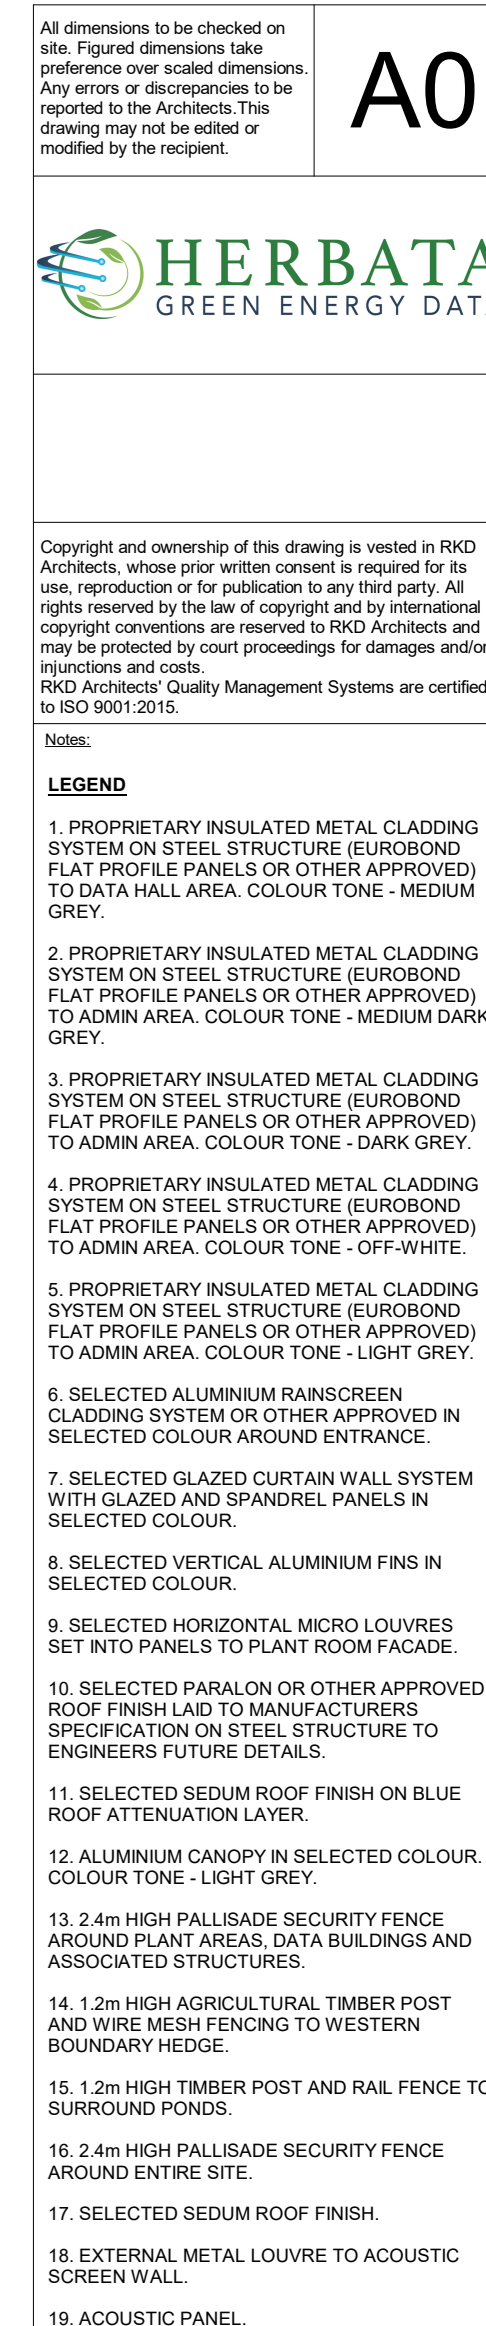 All dimensions to be checked on
site. Figured dimensions take
preference over scaled dimensions.
Any errors or discrepancies to be
reported to the Architects.This
drawing may not be edited or
modified by the recipient.
A0
HERBATA
GREEN ENERGY DAT
Copyright and ownership of this drawing is vested in RKD
Architects, whose prior written consent is required for its
use, reproduction or for publication to any third party. All
rights reserved by the law of copyright and by international
copyright conventions are reserved to RKD Architects and
may be protected by court proceedings for damages and/or
injunctions and costs.
RKD Architects' Quality Management Systems are certified
to ISO 9001:2015.
Notes:
LEGEND
1. PROPRIETARY INSULATED METAL CLADDING
SYSTEM ON STEEL STRUCTURE (EUROBOND
FLAT PROFILE PANELS OR OTHER APPROVED)
TO DATA HALL AREA. COLOUR TONE - MEDIUM
GREY.
2. PROPRIETARY INSULATED METAL CLADDING
SYSTEM ON STEEL STRUCTURE (EUROBOND
FLAT PROFILE PANELS OR OTHER APPROVED)
TO ADMIN AREA. COLOUR TONE - MEDIUM DARK
GREY.
3. PROPRIETARY INSULATED METAL CLADDING
SYSTEM ON STEEL STRUCTURE (EUROBOND
FLAT PROFILE PANELS OR OTHER APPROVED)
TO ADMIN AREA. COLOUR TONE - DARK GREY.
4. PROPRIETARY INSULATED METAL CLADDING
SYSTEM ON STEEL STRUCTURE (EUROBOND
FLAT PROFILE PANELS OR OTHER APPROVED)
TO ADMIN AREA. COLOUR TONE - OFF-WHITE.
5. PROPRIETARY INSULATED METAL CLADDING
SYSTEM ON STEEL STRUCTURE (EUROBOND
FLAT PROFILE PANELS OR OTHER APPROVED)
TO ADMIN AREA. COLOUR TONE - LIGHT GREY.
6. SELECTED ALUMINIUM RAINSCREEN
CLADDING SYSTEM OR OTHER APPROVED IN
SELECTED COLOUR AROUND ENTRANCE.
7. SELECTED GLAZED CURTAIN WALL SYSTEM
WITH GLAZED AND SPANDREL PANELS IN
SELECTED COLOUR.
8. SELECTED VERTICAL ALUMINIUM FINS IN
SELECTED COLOUR.
9. SELECTED HORIZONTAL MICRO LOUVRES
SET INTO PANELS TO PLANT ROOM FACADE.
10. SELECTED PARALON OR OTHER APPROVED
ROOF FINISH LAID TO MANUFACTURERS
SPECIFICATION ON STEEL STRUCTURE TO
ENGINEERS FUTURE DETAILS.
11. SELECTED SEDUM ROOF FINISH ON BLUE
ROOF ATTENUATION LAYER.
12. ALUMINIUM CANOPY IN SELECTED COLOUR.
COLOUR TONE - LIGHT GREY.
13. 2.4m HIGH PALLISADE SECURITY FENCE
AROUND PLANT AREAS, DATA BUILDINGS AND
ASSOCIATED STRUCTURES.
14. 1.2m HIGH AGRICULTURAL TIMBER POST
AND WIRE MESH FENCING TO WESTERN
BOUNDARY HEDGE.
15. 1.2m HIGH TIMBER POST AND RAIL FENCE TO
SURROUND PONDS.
16. 2.4m HIGH PALLISADE SECURITY FENCE
AROUND ENTIRE SITE.
17. SELECTED SEDUM ROOF FINISH.
18. EXTERNAL METAL LOUVRE TO ACOUSTIC
SCREEN WALL.
19. ACOUSTIC PANEL.